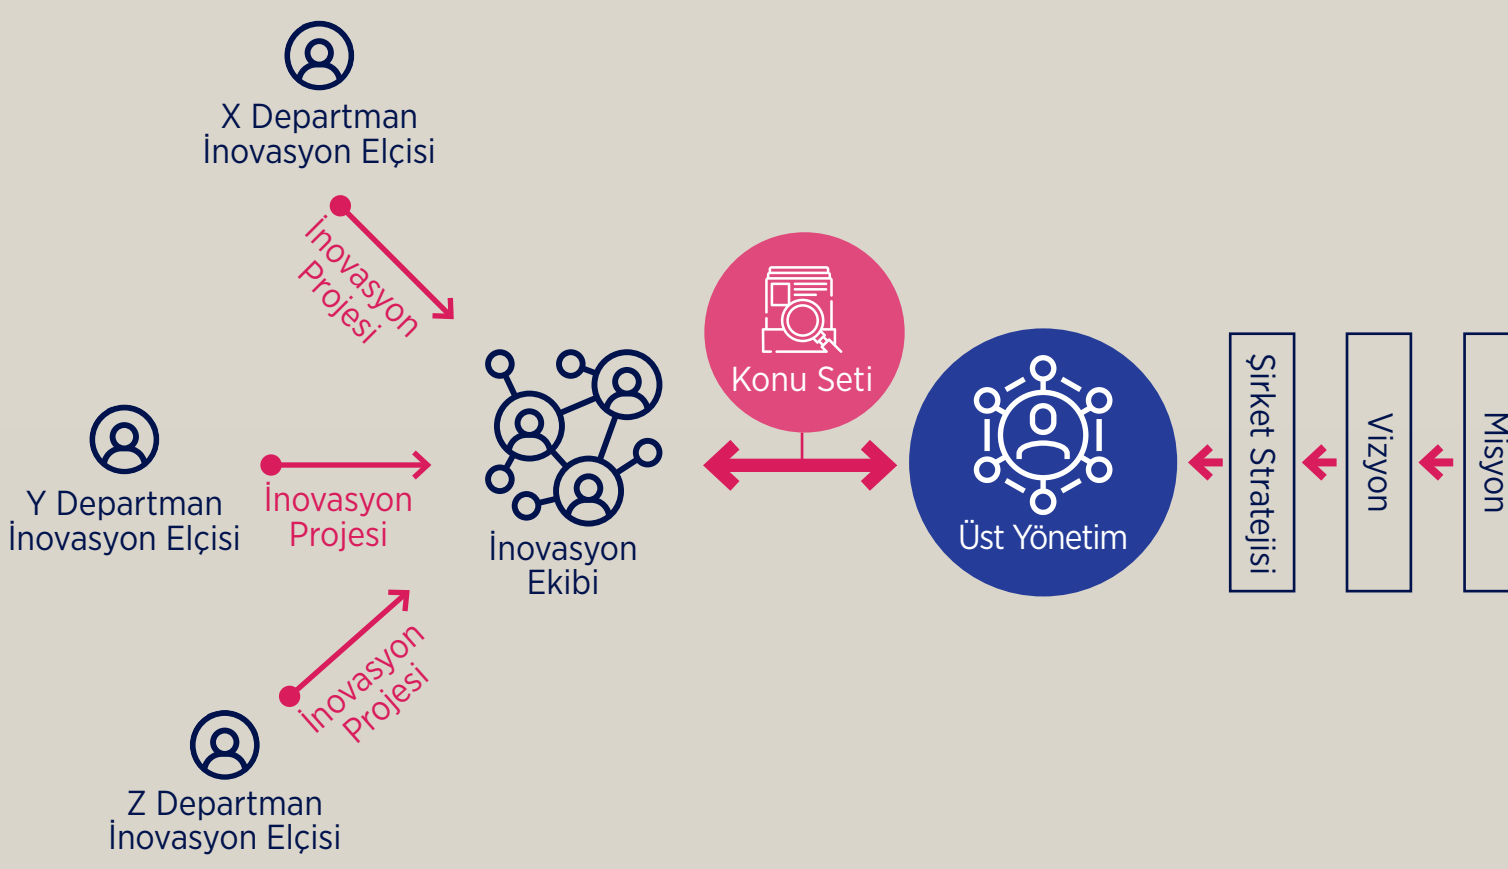 X Departman
İnovasyon Elçisi
İnovasyon
Projesi
Y Departman
İnovasyon Elçisi
İnovasyon
Projesi
Z Departman
İnovasyon Elçisi
İnovasyon
Projesi
İnovasyon
Ekibi
Konu Seti
Üst Yönetim
Şirket Stratejisi
Vizyon
Misyon